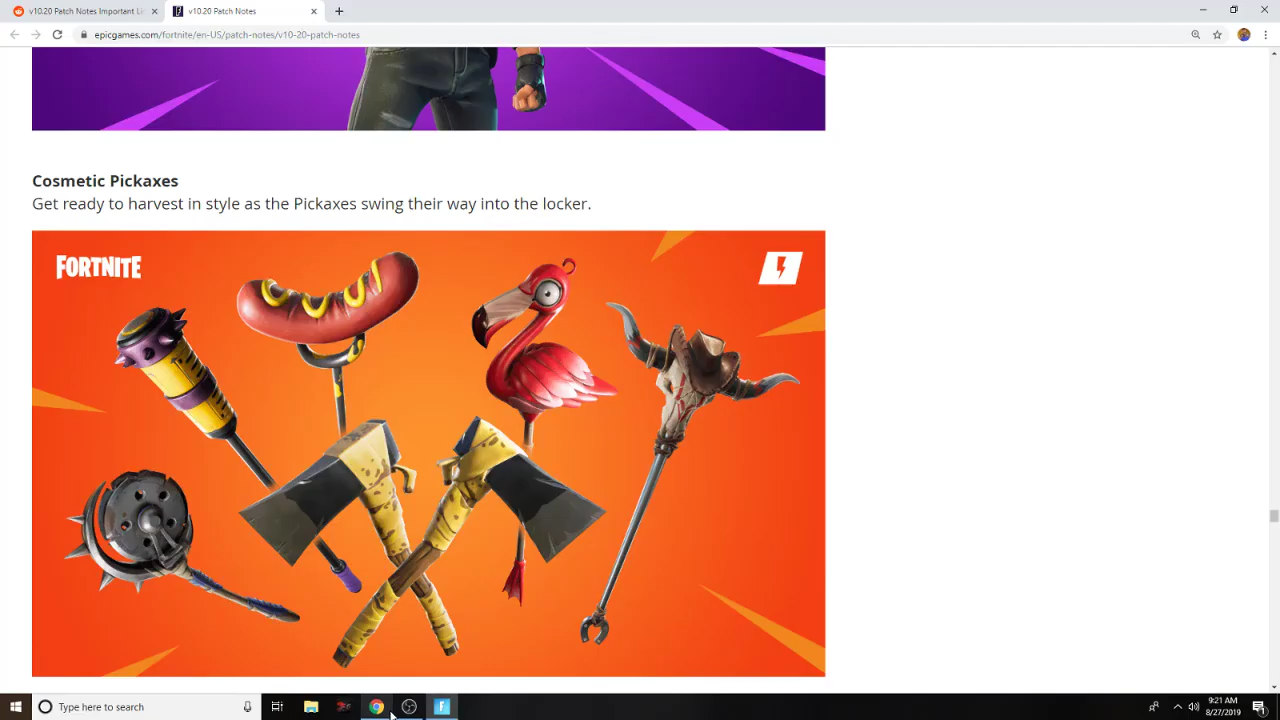 v10.20 Patch Notes Important Li
v10.20 Patch Notes
epicgames.com/fortnite/en-US/patch-notes/v10-20-patch-notes
Cosmetic Pickaxes
Get ready to harvest in style as the Pickaxes swing their way into the locker.
FORTNITE
Type here to search
9:21 AM
8/27/2019